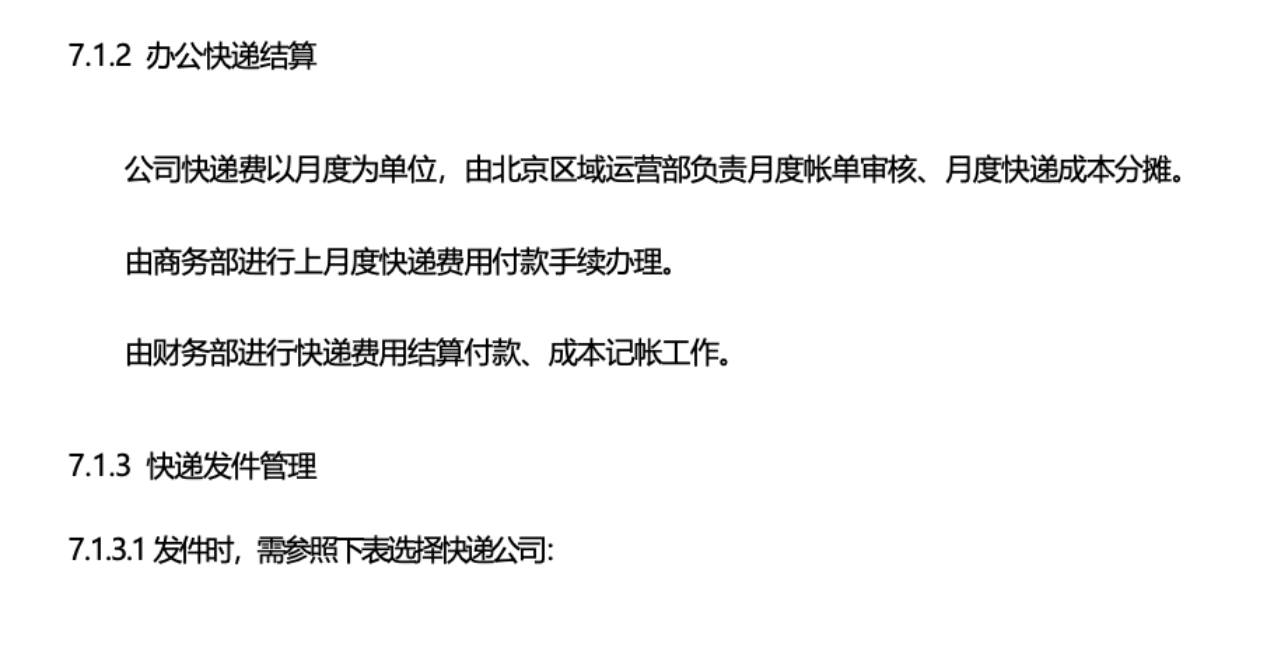 7.1.2 办公快递结算
公司快递费以月度为单位，由北京区域运营部负责月度帐单审核、月度快递成本分摊。
由商务部进行上月度快递费用付款手续办理。
由财务部进行快递费用结算付款、成本记帐工作。
7.1.3 快递发件管理
7.1.3.1 发件时，需参照下表选择快递公司：